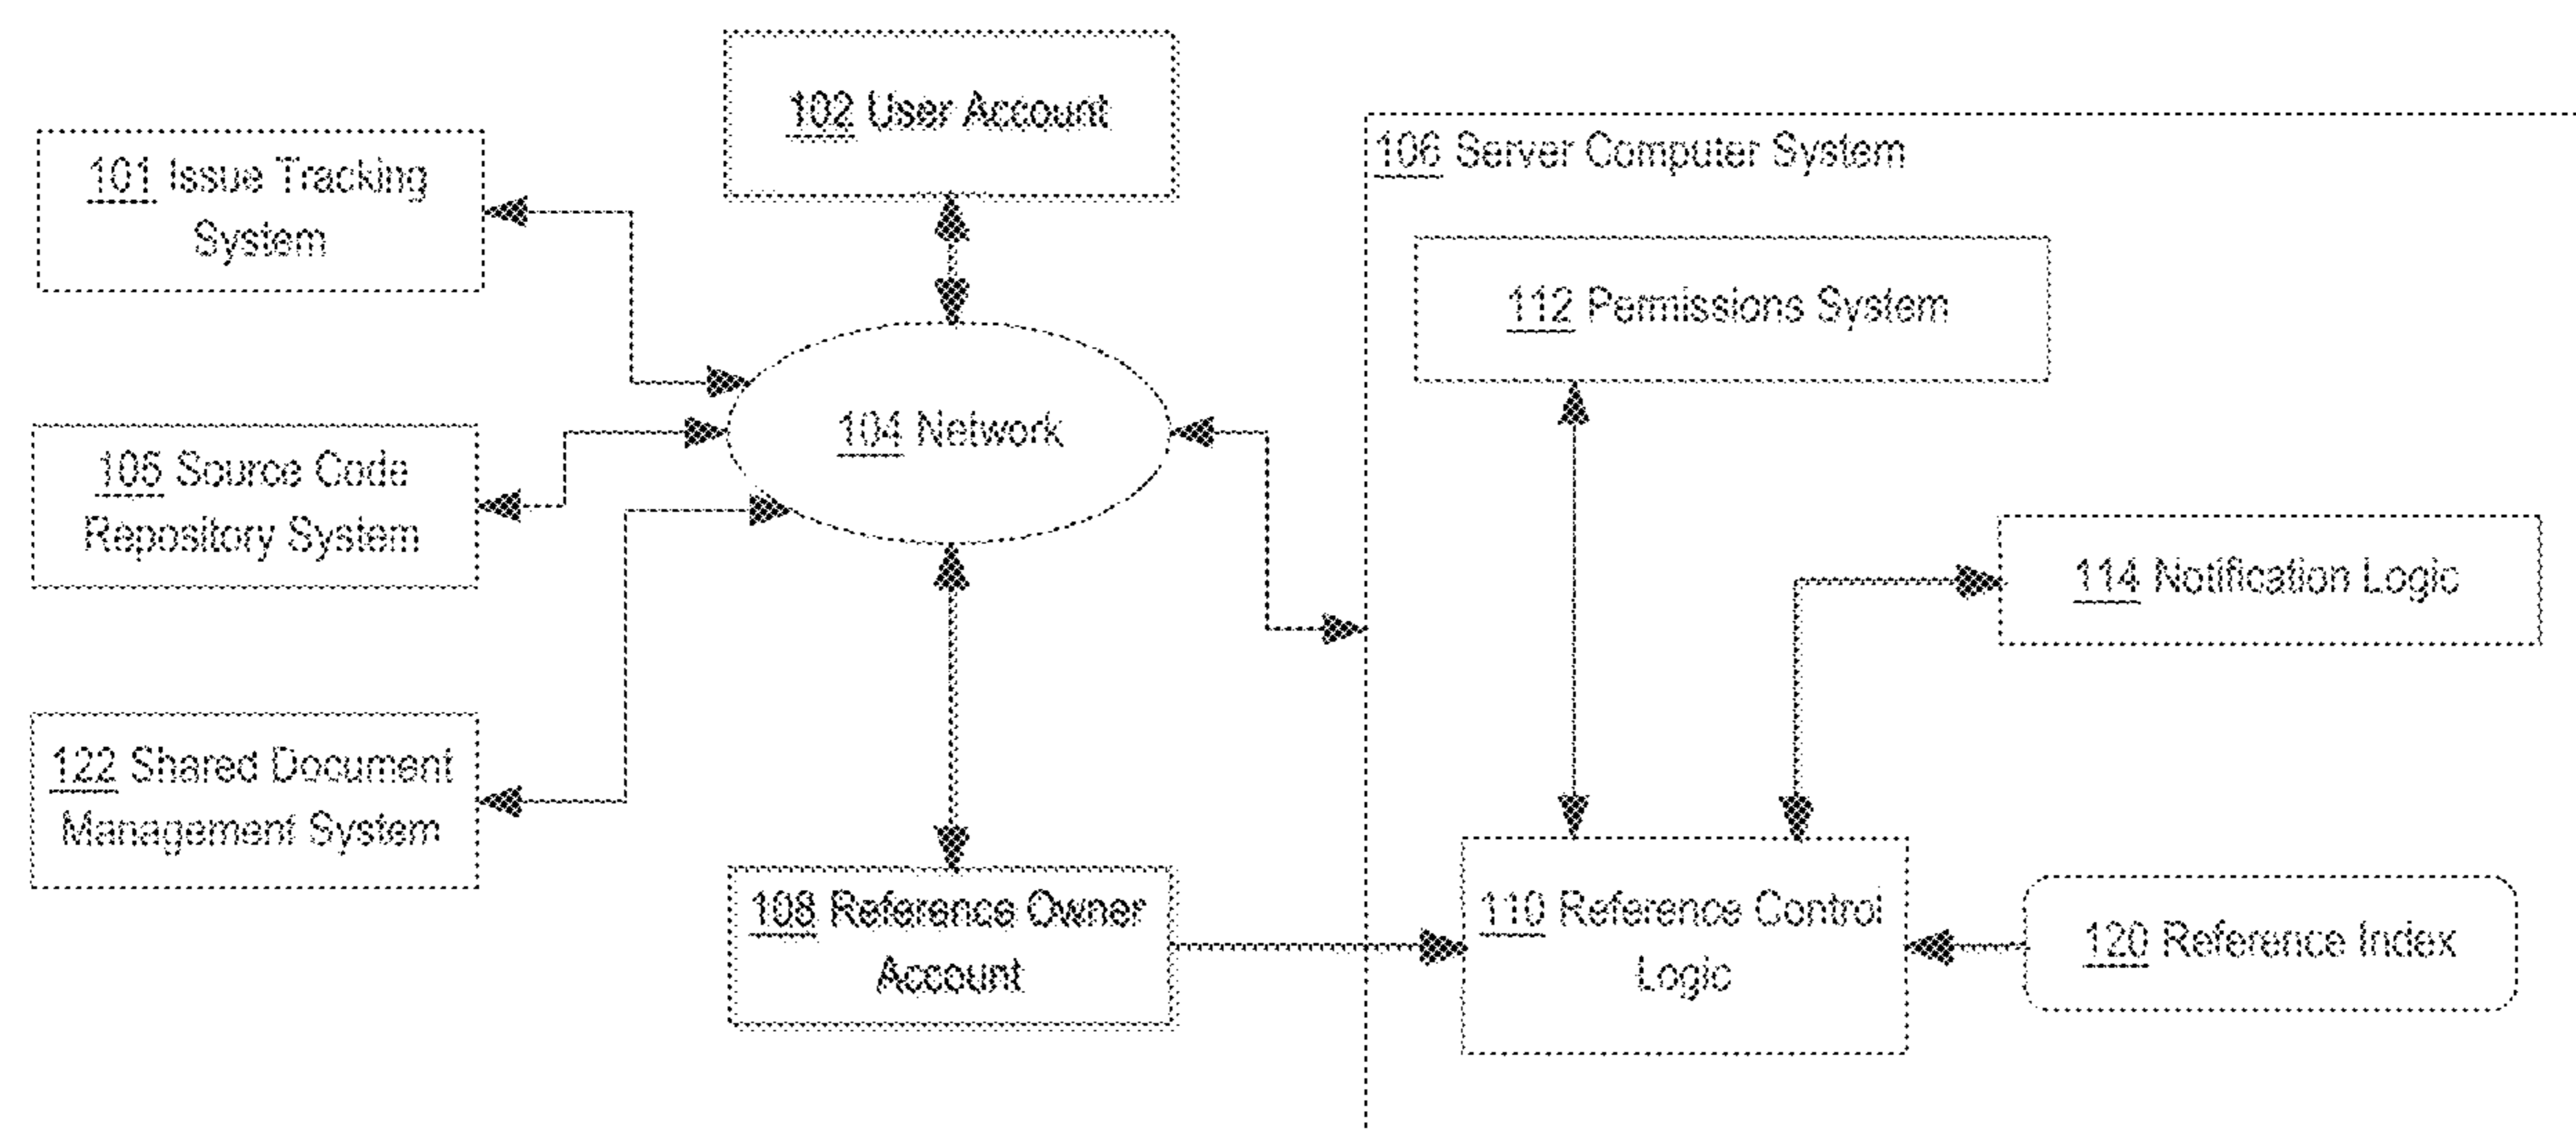 102 User Account
101 Issue Tracking
System
106 Server Computer System
112 Permissions System
104 Network
105 Source Code
Repository System
114 Notification Logic
122 Shared Document
Management System
108 Reference Owner
Account
110 Reference Control
Logic
120 Reference Index